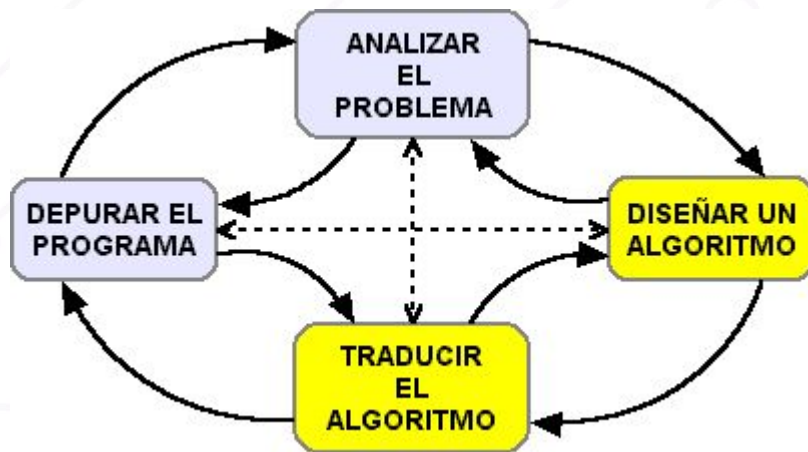 ANALIZAR
EL
PROBLEMA
DEPURAR EL
PROGRAMA
DISEÑAR UN
ALGORITMO
TRADUCIR
EL
ALGORITMO